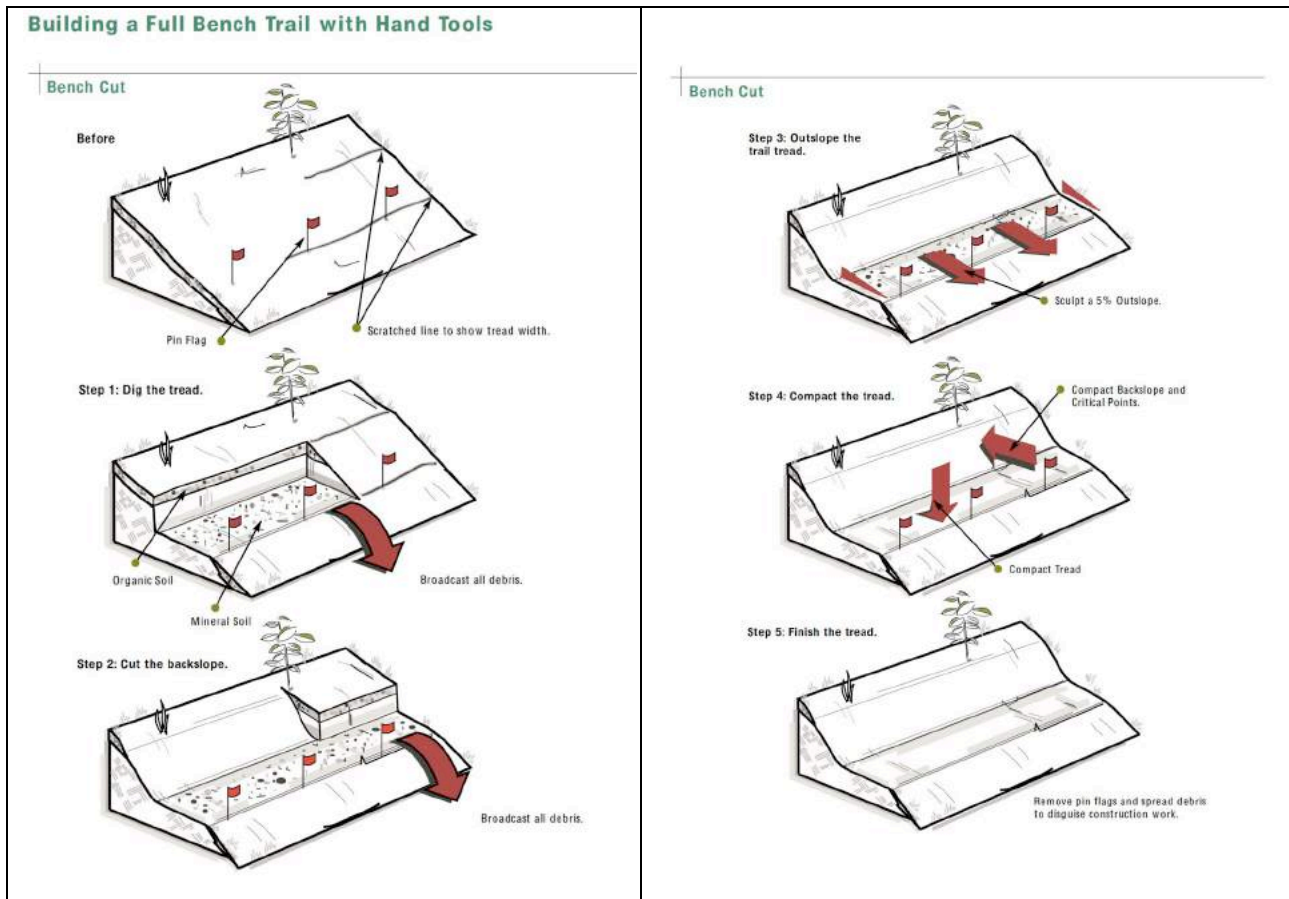 Building a Full Bench Trail with Hand Tools
Bench Cut
Before
Pin Flag
Scratched line to show tread width.
Step 1: Dig the tread.
Organic Soil
Mineral Soil
Broadcast all debris.
Step 2: Cut the backslope.
Broadcast all debris.
Bench Cut
Step 3: Outslope the
trail tread.
Sculpt a 5% Outslope.
Step 4: Compact the tread.
Compact Backslope and
Critical Points.
Compact Tread
Step 5: Finish the tread.
Remove pin flags and spread debris
to disguise construction work.